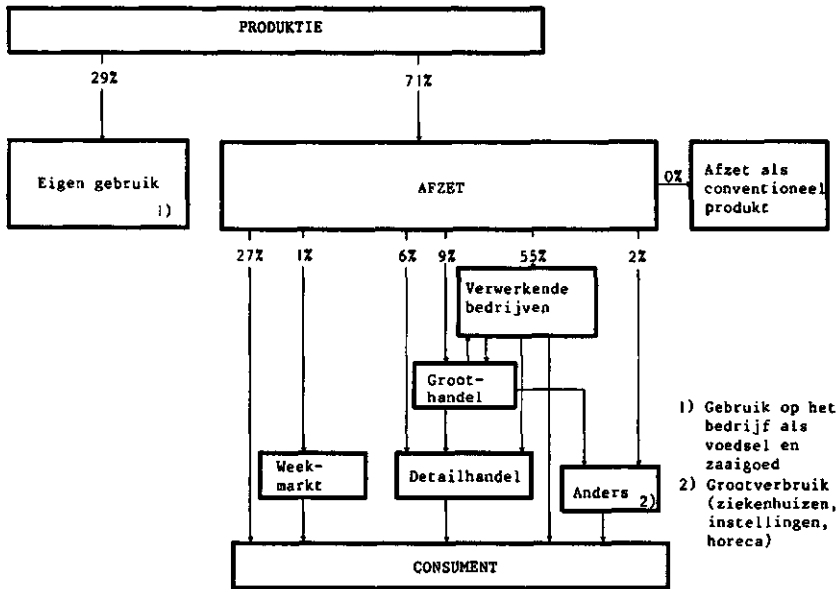 PRODUKTIE
29%
71%
Eigen gebruik
1)
AFZET
0%
Afzet als
conventioneel
produkt
27%
1%
6%
9%
55%
2%
Verwerkende
bedrijven
Groot-
handel
Week-
markt
Detailhandel
Anders
2)
1) Gebruik op het
bedrijf als
voedsel en
zaaigoed
2) Grootverbruik
(ziekenhuizen,
instellingen,
horeca)
CONSUMENT